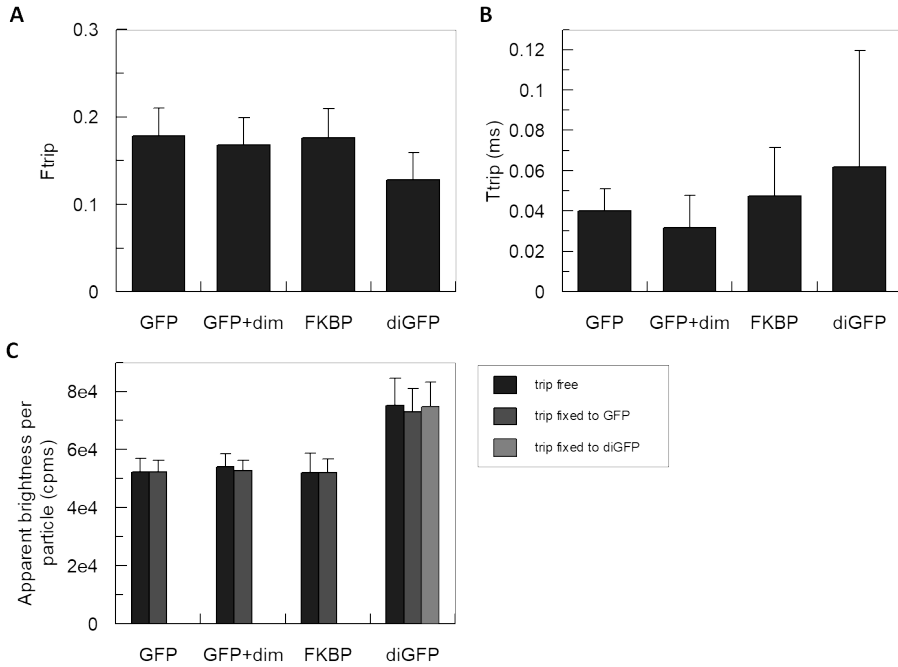 A
0.3
0.2
0.1
0
Ftrip
GFP
GFP+dim
FKBP
diGFP
B
0.12
0.1
0.08
0.06
0.04
0.02
0
Ttrip (ms)
GFP
GFP+dim
FKBP
diGFP
C
8e4
6e4
4e4
2e4
0
Apparent brightness per
particle (cpms)
GFP
GFP+dim
FKBP
diGFP
trip free
trip fixed to GFP
trip fixed to diGFP